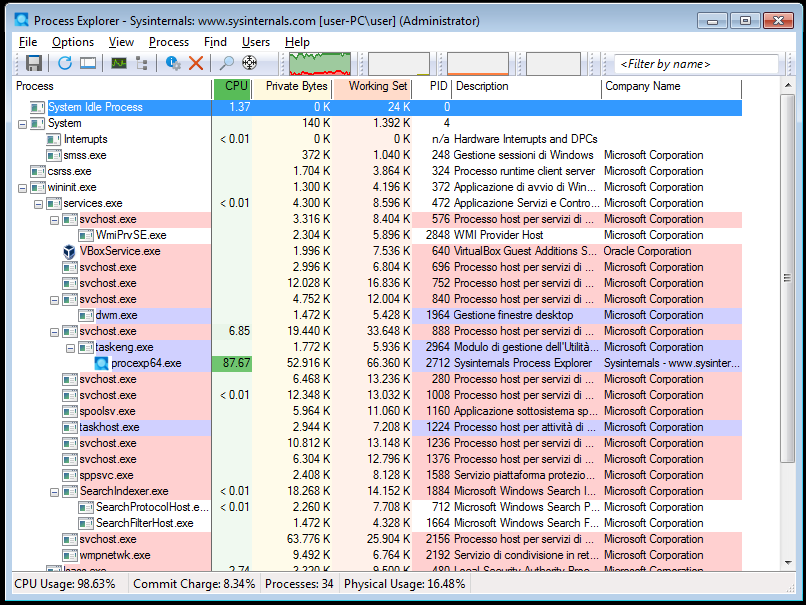 Process Explorer - Sysinternals: www.sysinternals.com [user-PC\user] (Administrator)
File Options View Process Find Users Help
<Filter by name>
Process CPU Private Bytes Working Set PID Description Company Name
System Idle Process 1.37 0 K 24 K 0
System 140 K 1.392 K 4
Interrupts < 0.01 0 K 0 K n/a Hardware Interrupts and DPCs
smss.exe 372 K 1.040 K 248 Gestione sessioni di Windows Microsoft Corporation
csrss.exe 1.704 K 3.864 K 324 Processo runtime client server Microsoft Corporation
wininit.exe 1.300 K 4.196 K 372 Applicazione di avvio di Win... Microsoft Corporation
services.exe < 0.01 4.300 K 8.596 K 472 Applicazione Servizi e Contro... Microsoft Corporation
svchost.exe 3.316 K 8.404 K 576 Processo host per servizi di ... Microsoft Corporation
WmiPrvSE.exe 2.304 K 5.896 K 2848 WMI Provider Host Microsoft Corporation
VBoxService.exe 1.996 K 7.536 K 640 VirtualBox Guest Additions S... Oracle Corporation
svchost.exe 2.996 K 6.804 K 696 Processo host per servizi di ... Microsoft Corporation
svchost.exe 12.028 K 16.836 K 752 Processo host per servizi di ... Microsoft Corporation
svchost.exe 4.752 K 12.004 K 840 Processo host per servizi di ... Microsoft Corporation
dwm.exe 1.472 K 5.428 K 1964 Gestione finestre desktop Microsoft Corporation
svchost.exe 6.85 19.440 K 33.648 K 888 Processo host per servizi di ... Microsoft Corporation
taskeng.exe 1.772 K 5.936 K 2964 Modulo di gestione dell'Utilità... Microsoft Corporation
procexp64.exe 87.67 52.916 K 66.360 K 2712 Sysinternals Process Explorer Sysinternals - www.sysinter...
svchost.exe 6.468 K 13.236 K 280 Processo host per servizi di ... Microsoft Corporation
svchost.exe < 0.01 12.348 K 13.032 K 1008 Processo host per servizi di ... Microsoft Corporation
spoolsv.exe 5.964 K 11.060 K 1160 Applicazione sottosistema sp... Microsoft Corporation
taskhost.exe 2.944 K 7.208 K 1224 Processo host per attività di ... Microsoft Corporation
svchost.exe 10.812 K 13.148 K 1236 Processo host per servizi di ... Microsoft Corporation
svchost.exe 6.304 K 12.796 K 1376 Processo host per servizi di ... Microsoft Corporation
sppsvc.exe 2.408 K 8.128 K 1588 Servizio piattaforma protezio... Microsoft Corporation
SearchIndexer.exe < 0.01 18.268 K 14.152 K 1884 Microsoft Windows Search I... Microsoft Corporation
SearchProtocolHost.e... < 0.01 2.260 K 7.708 K 712 Microsoft Windows Search P... Microsoft Corporation
SearchFilterHost.exe 1.472 K 4.328 K 1664 Microsoft Windows Search F... Microsoft Corporation
svchost.exe 63.776 K 25.904 K 2156 Processo host per servizi di ... Microsoft Corporation
wmpnetwk.exe 9.492 K 6.764 K 2192 Servizio di condivisione in ret... Microsoft Corporation
lsass.exe 2.74 3.220 K 9.500 K 480 Local Security Authority Proc... Microsoft Corporation
CPU Usage: 98.63% Commit Charge: 8.34% Processes: 34 Physical Usage: 16.48%